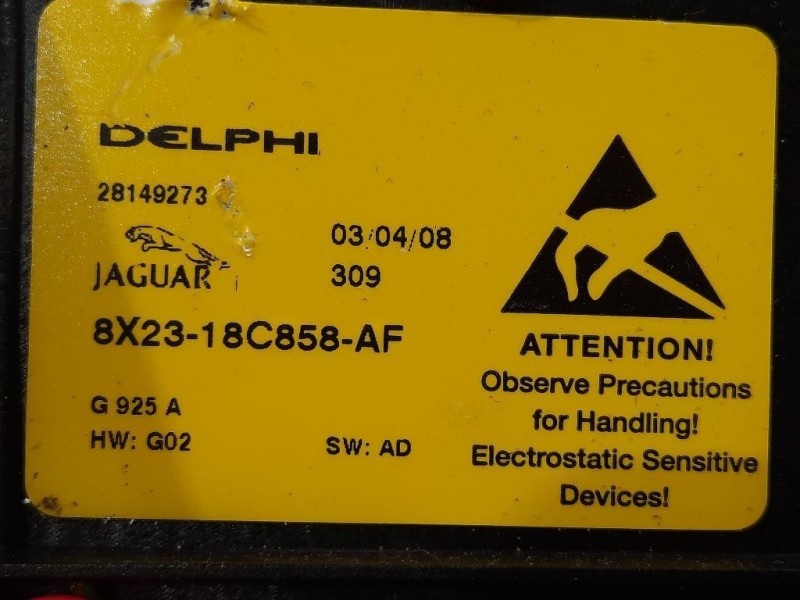 DELPHI
28149273
JAGUAR
03/04/08
309
8X23-18C858-AF
G 925 A
HW: G02
SW: AD
ATTENTION!
Observe Precautions
for Handling!
Electrostatic Sensitive
Devices!